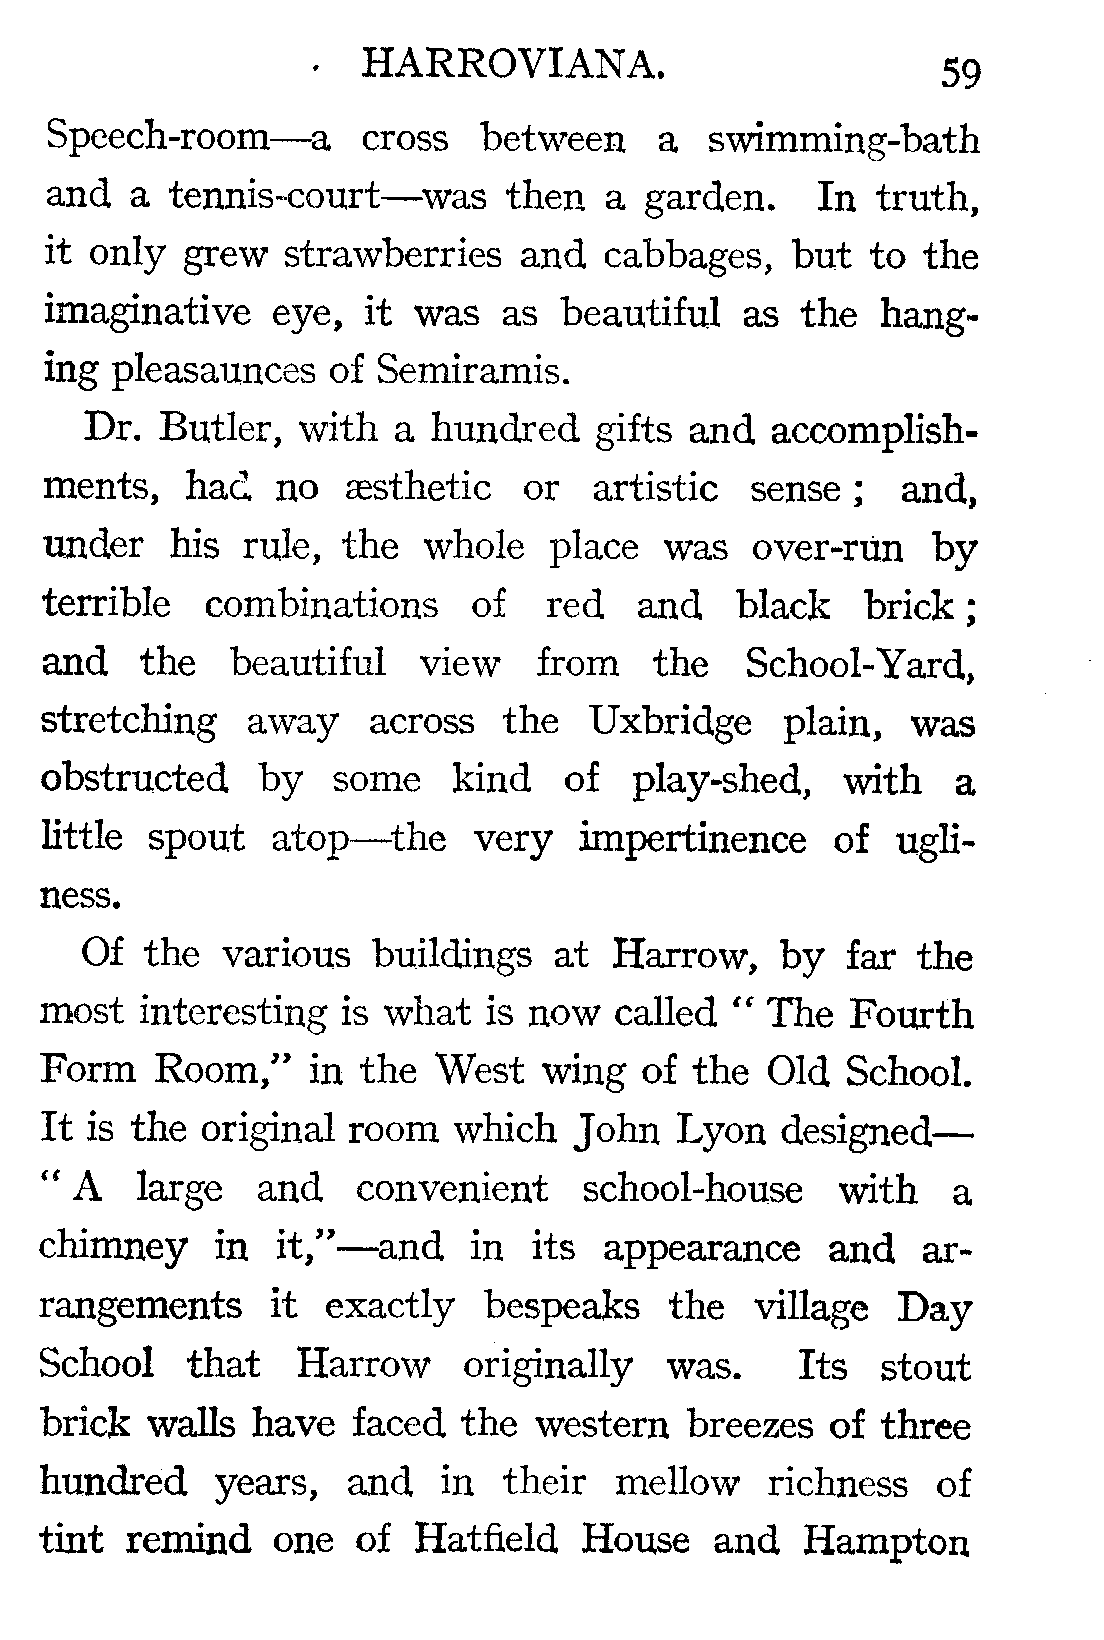 HARROVIANA. 59
Speech-room—a cross between a swimming-bath
and a tennis-court—was then a garden. In truth,
it only grew strawberries and cabbages, but to the
imaginative eye, it was as beautiful as the hang-
ing pleasaunces of Semiramis.
Dr. Butler, with a hundred gifts and accomplish-
ments, had no æsthetic or artistic sense ; and,
under his rule, the whole place was over-run by
terrible combinations of red and black brick ;
and the beautiful view from the School-Yard,
stretching away across the Uxbridge plain, was
obstructed by some kind of play-shed, with a
little spout atop—the very impertinence of ugli-
ness.
Of the various buildings at Harrow, by far the
most interesting is what is now called “ The Fourth
Form Room,” in the West wing of the Old School.
It is the original room which John Lyon designed—
“ A large and convenient school-house with a
chimney in it,”—and in its appearance and ar-
rangements it exactly bespeaks the village Day
School that Harrow originally was. Its stout
brick walls have faced the western breezes of three
hundred years, and in their mellow richness of
tint remind one of Hatfield House and Hampton